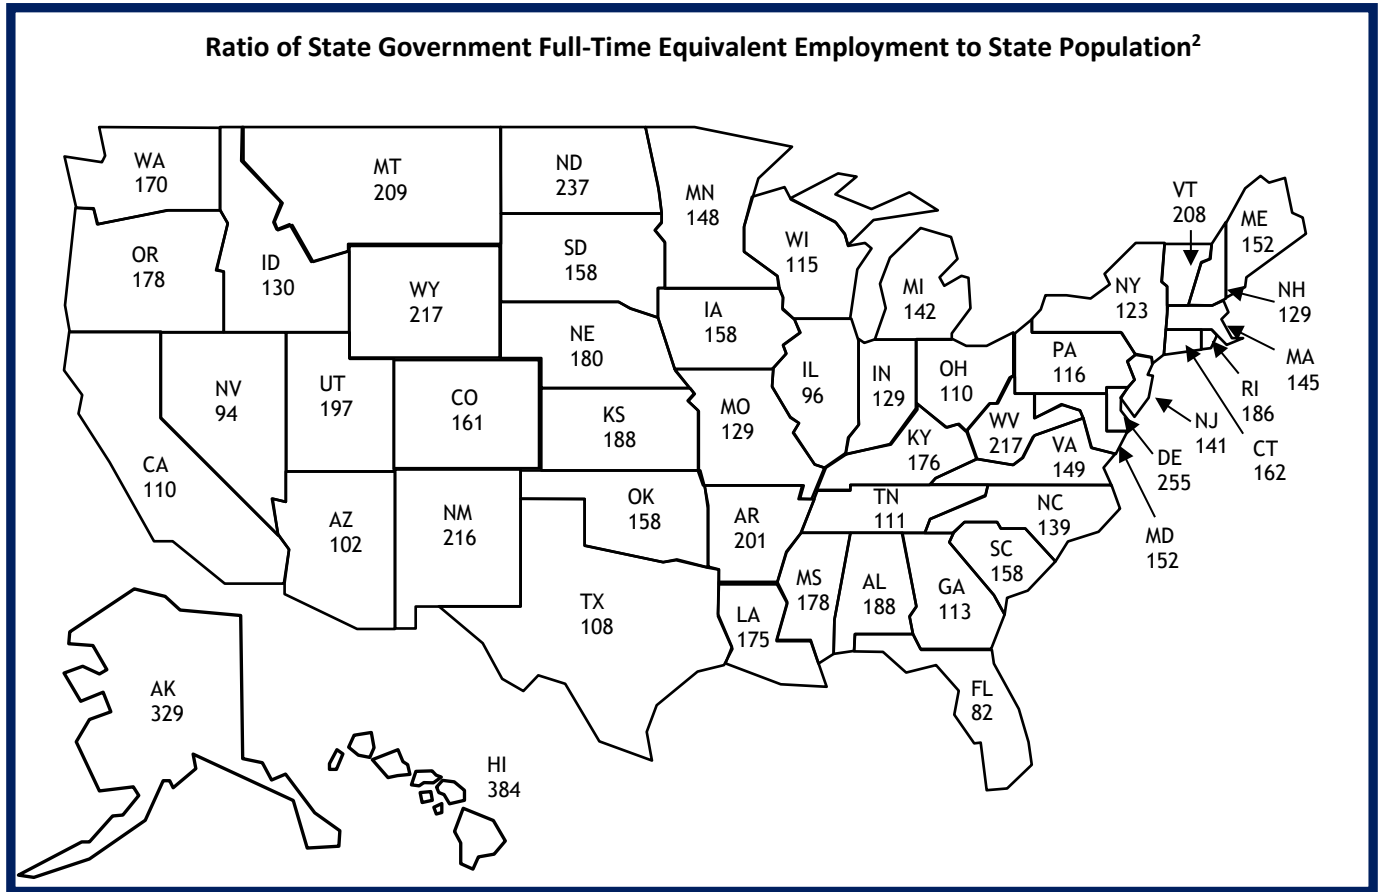 Ratio of State Government Full-Time Equivalent Employment to State Population²
WA
170
MT
209
ND
237
MN
148
VT
208
ME
152
OR
178
ID
130
SD
158
WI
115
WY
217
MI
142
NY
123
NH
129
IA
158
NE
180
MA
145
PA
116
NV
94
UT
197
CO
161
IL
96
IN
129
OH
110
RI
186
MO
129
KS
188
NJ
141
WV
217
KY
176
VA
149
CT
162
DE
255
CA
110
OK
158
TN
111
NC
139
AZ
102
NM
216
AR
201
MD
152
SC
158
MS
178
AL
188
GA
113
TX
108
LA
175
AK
329
FL
82
HI
384